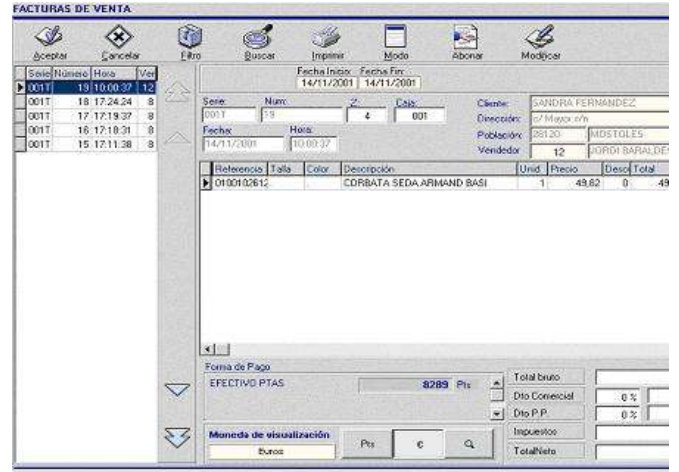 FACTURAS DE VENTA
Aceptar Cancelar Filtro Buscar Imprimir Modo Abonar Modificar
Serie Número Hora Ver
001T 19 10:00:37 12
001T 18 17:24:24 8
001T 17 17:19:37 8
001T 16 17:18:31 8
001T 15 17:11:38 8
Fecha Inicio: Fecha Fin:
14/11/2001 14/11/2001
Serie: Num: Z: Caja:
001T 19 4 001
Fecha: Hora:
14/11/2001 10:00:37
Cliente: SANDRA FERNANDEZ
Dirección: c/ Mayor s/n
Población: 28120 MOSTOLES
Vendedor 12 JORDI BARALDES
Referencia Talla Color Descripción Unid Precio Desc Total
0100102612 CORBATA SEDA ARMAND BASI 1 49,82 0 49
Forma de Pago
EFECTIVO PTAS 8289 Pts
Moneda de visualización
Euros
Pts €
Total bruto
Dto Comercial 0 %
Dto P.P. 0 %
Impuestos
TotalNeto